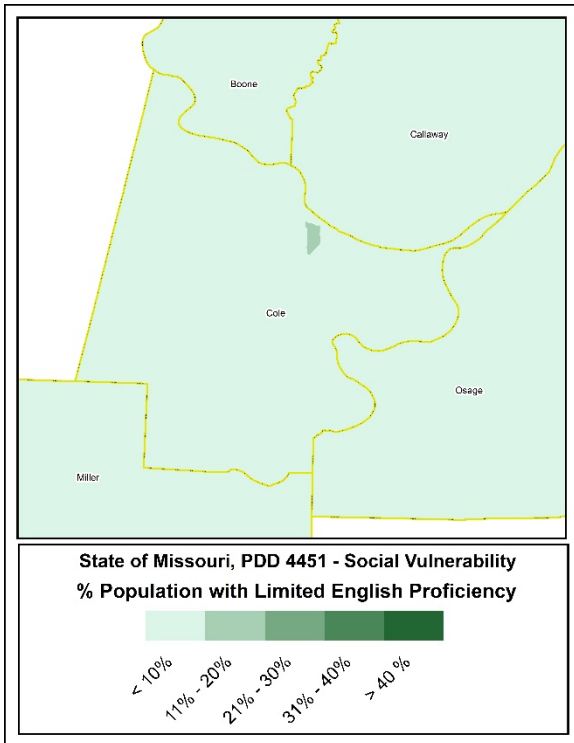 Boone
Callaway
Cole
Osage
Miller
State of Missouri, PDD 4451 - Social Vulnerability
% Population with Limited English Proficiency
< 10%
11% - 20%
21% - 30%
31% - 40%
> 40 %